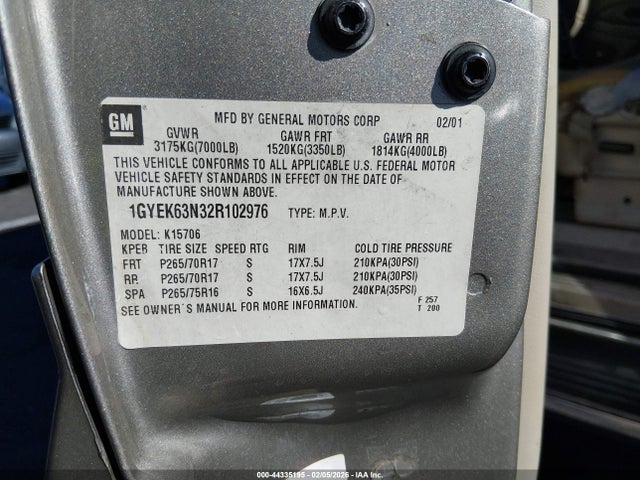 GM
MFD BY GENERAL MOTORS CORP 02/01
GVWR GAWR FRT GAWR RR
3175KG(7000LB) 1520KG(3350LB) 1814KG(4000LB)
THIS VEHICLE CONFORMS TO ALL APPLICABLE U.S. FEDERAL MOTOR
VEHICLE SAFETY STANDARDS IN EFFECT ON THE DATE OF
MANUFACTURE SHOWN ABOVE.
1GYEK63N32R102976 TYPE: M.P.V.
MODEL: K15706
KPEB TIRE SIZE SPEED RTG RIM COLD TIRE PRESSURE
FRT P265/70R17 S 17X7.5J 210KPA(30PSI)
RR P265/70R17 S 17X7.5J 210KPA(30PSI)
SPA P265/75R16 S 16X6.5J 240KPA(35PSI)
SEE OWNER'S MANUAL FOR MORE INFORMATION.
F 257
T 200
000-44335195 - 02/05/2026 - IAA Inc.